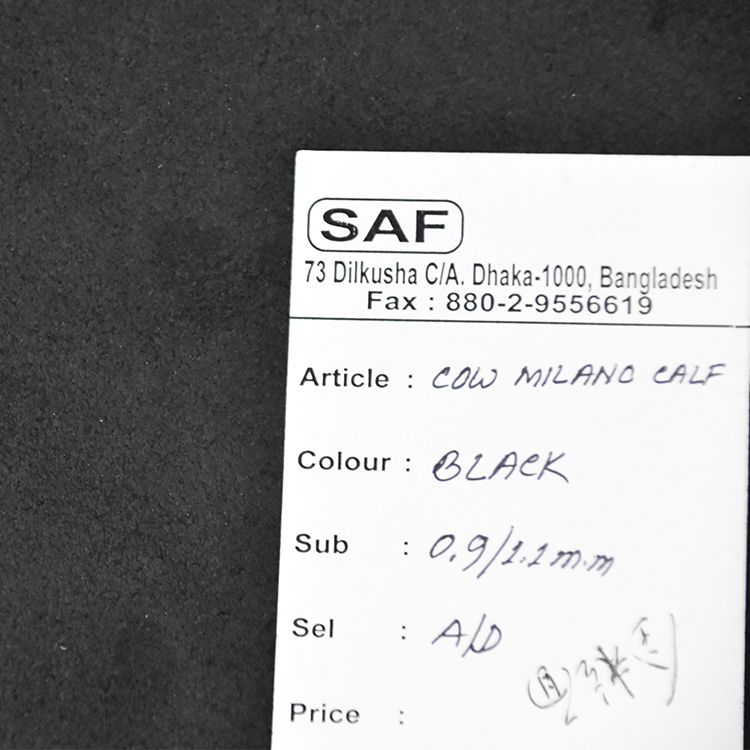 SAF
73 Dilkusha C/A. Dhaka-1000, Bangladesh
Fax : 880-2-9556619
Article : COW MILANO CALF
Colour : BLACK
Sub : 0.9/1.1 m.m
Sel : A/D
Price :